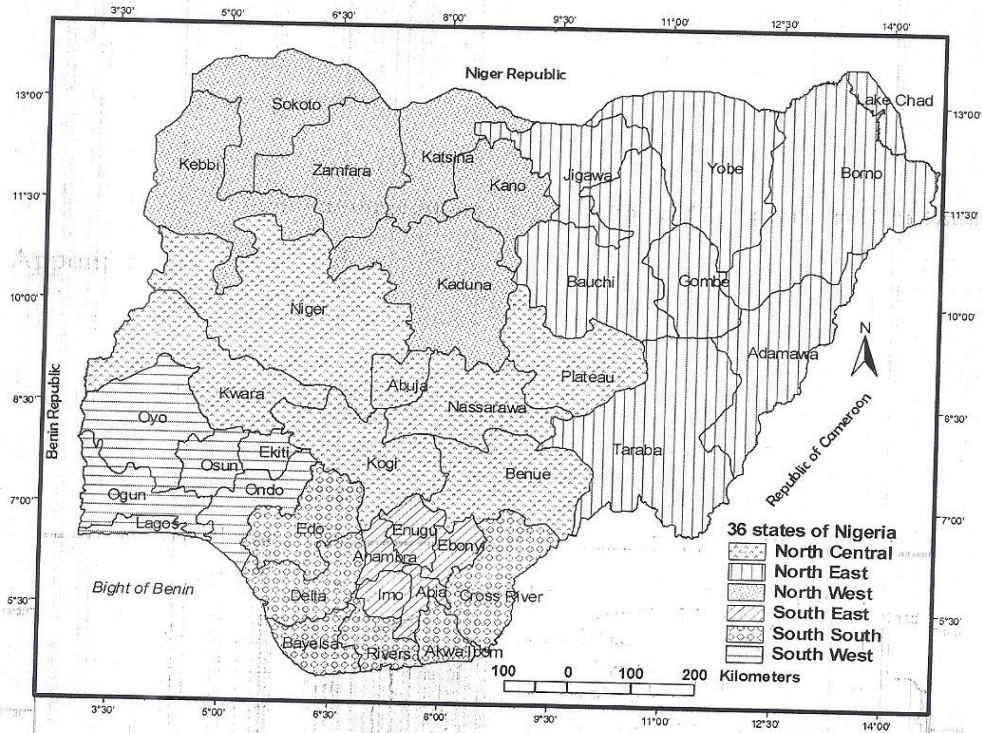 3°30'
5°00'
6°30'
8°00'
9°30'
11°00'
12°30'
14°00'
Niger Republic
13°00'
13°00'
Lake Chad
Sokoto
Kebbi
Zamfara
Katsina
Kano
Jigawa
Yobe
Borno
11°30'
11°30'
Kaduna
Bauchi
Gombe
10°00'
10°00'
Niger
N
Adamawa
Plateau
Abuja
Kwara
Nassarawa
8°30'
8°30'
Benin Republic
Oyo
Ekiti
Osun
Kogi
Benue
Taraba
Republic of Cameroon
Ogun
Ondo
7°00'
7°00'
Lagos
Edo
Enugu
Ebonyi
Anambra
36 states of Nigeria
North Central
North East
North West
South East
South South
South West
Bight of Benin
Delta
Imo
Abia
Cross River
5°30'
5°30'
Bayelsa
Rivers
Akwa Ibom
100 0 100 200 Kilometers
3°30'
5°00'
6°30'
8°00'
9°30'
11°00'
12°30'
14°00'